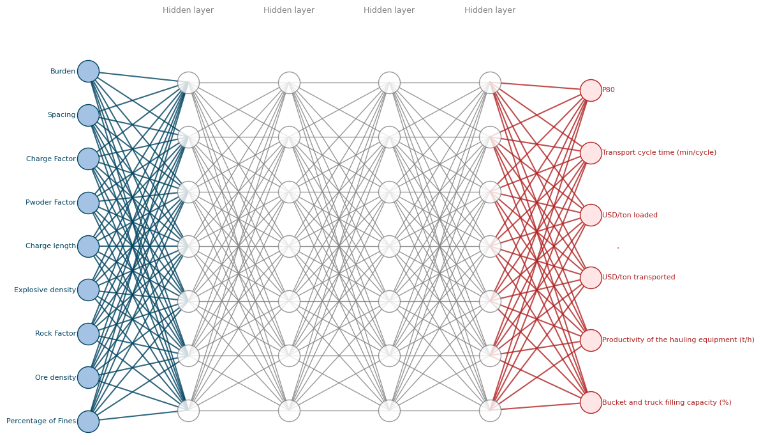 Hidden layer Hidden layer Hidden layer Hidden layer
Burden
Spacing
Charge Factor
Pwoder Factor
Charge length
Explosive density
Rock Factor
Ore density
Percentage of Fines
P80
Transport cycle time (min/cycle)
USD/ton loaded
USD/ton transported
Productivity of the hauling equipment (t/h)
Bucket and truck filling capacity (%)